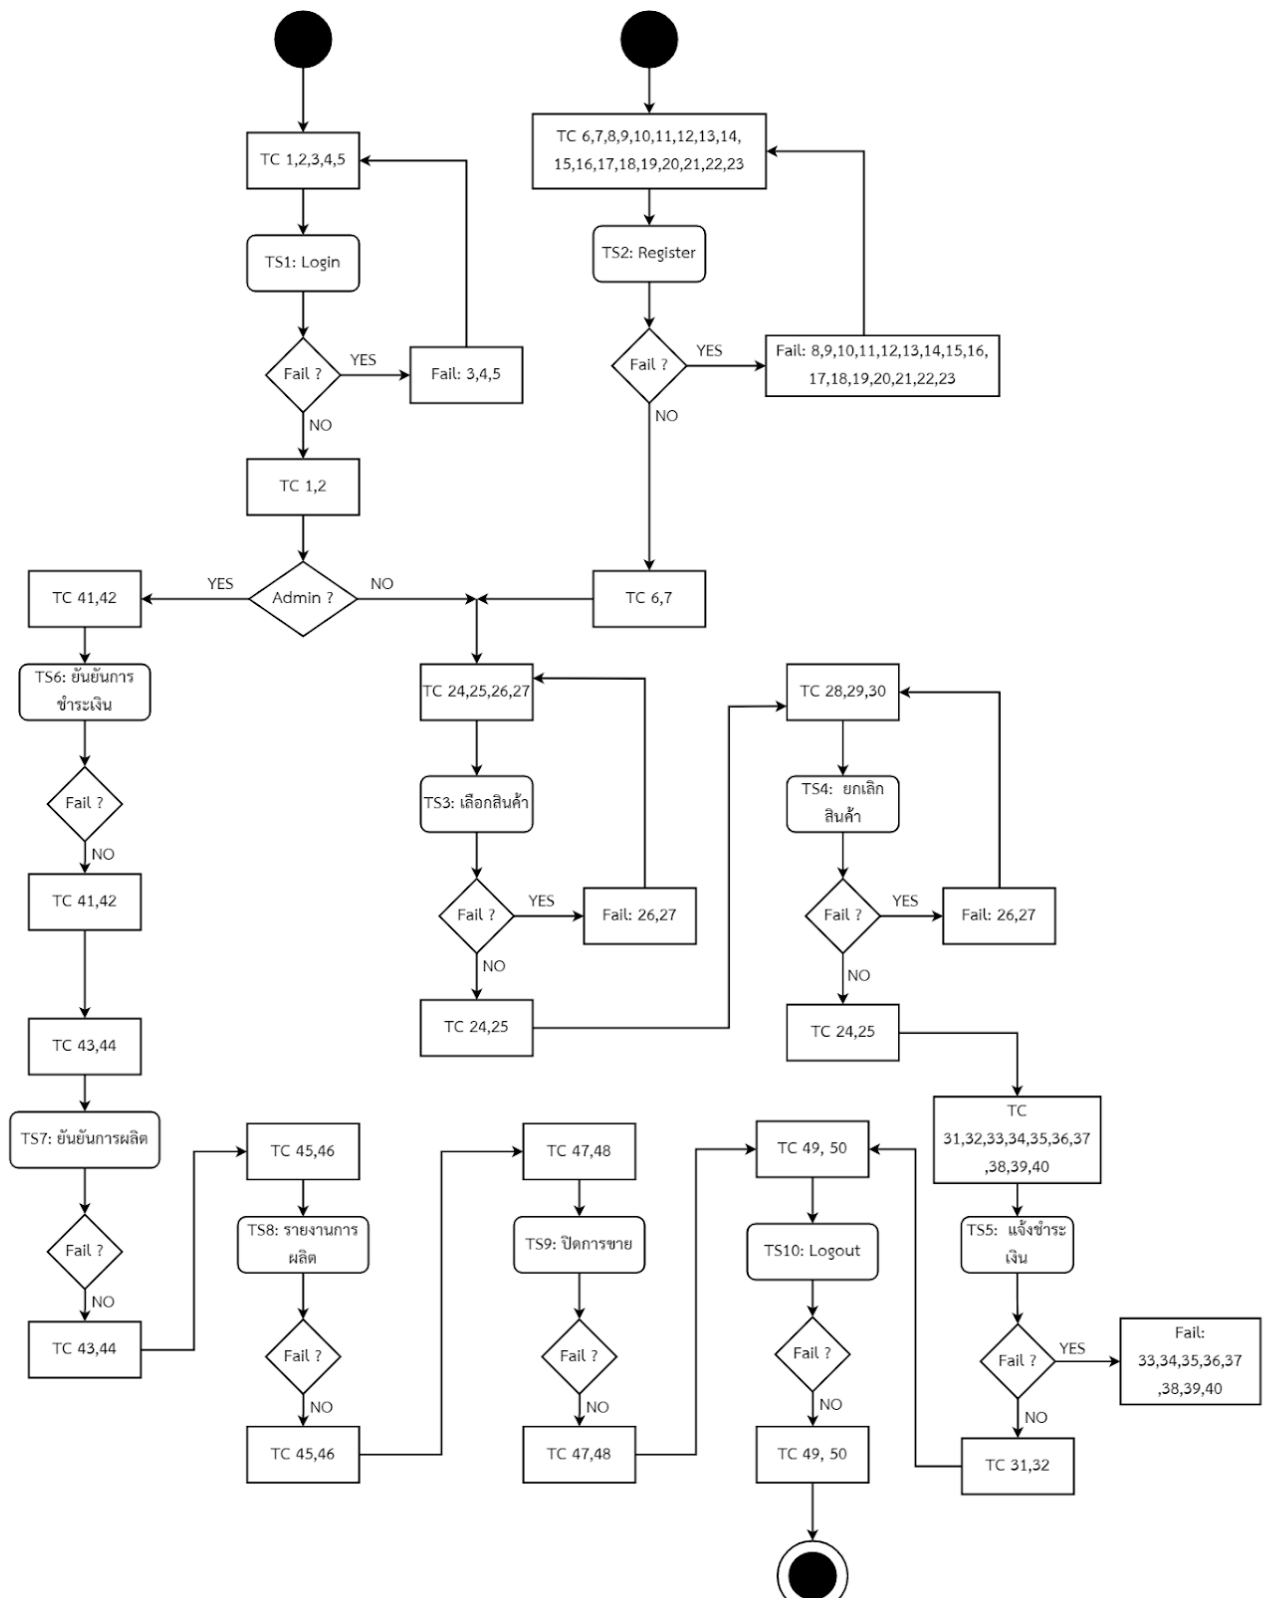 TC 1,2,3,4,5
TS1: Login
Fail ?
YES
Fail: 3,4,5
NO
TC 1,2
Admin ?
YES
NO
TC 6,7,8,9,10,11,12,13,14,
15,16,17,18,19,20,21,22,23
TS2: Register
Fail ?
YES
Fail: 8,9,10,11,12,13,14,15,16,
17,18,19,20,21,22,23
NO
TC 6,7
TC 41,42
TS6: ยันยันการ
ชำระเงิน
Fail ?
NO
TC 41,42
TC 43,44
TS7: ยันยันการผลิต
Fail ?
NO
TC 43,44
TC 24,25,26,27
TS3: เลือกสินค้า
Fail ?
YES
Fail: 26,27
NO
TC 24,25
TC 28,29,30
TS4: ยกเลิก
สินค้า
Fail ?
YES
Fail: 26,27
NO
TC 24,25
TC
31,32,33,34,35,36,37
,38,39,40
TS5: แจ้งชำระ
เงิน
Fail ?
YES
Fail:
33,34,35,36,37
,38,39,40
NO
TC 31,32
TC 45,46
TS8: รายงานการ
ผลิต
Fail ?
NO
TC 45,46
TC 47,48
TS9: ปิดการขาย
Fail ?
NO
TC 47,48
TC 49, 50
TS10: Logout
Fail ?
NO
TC 49, 50